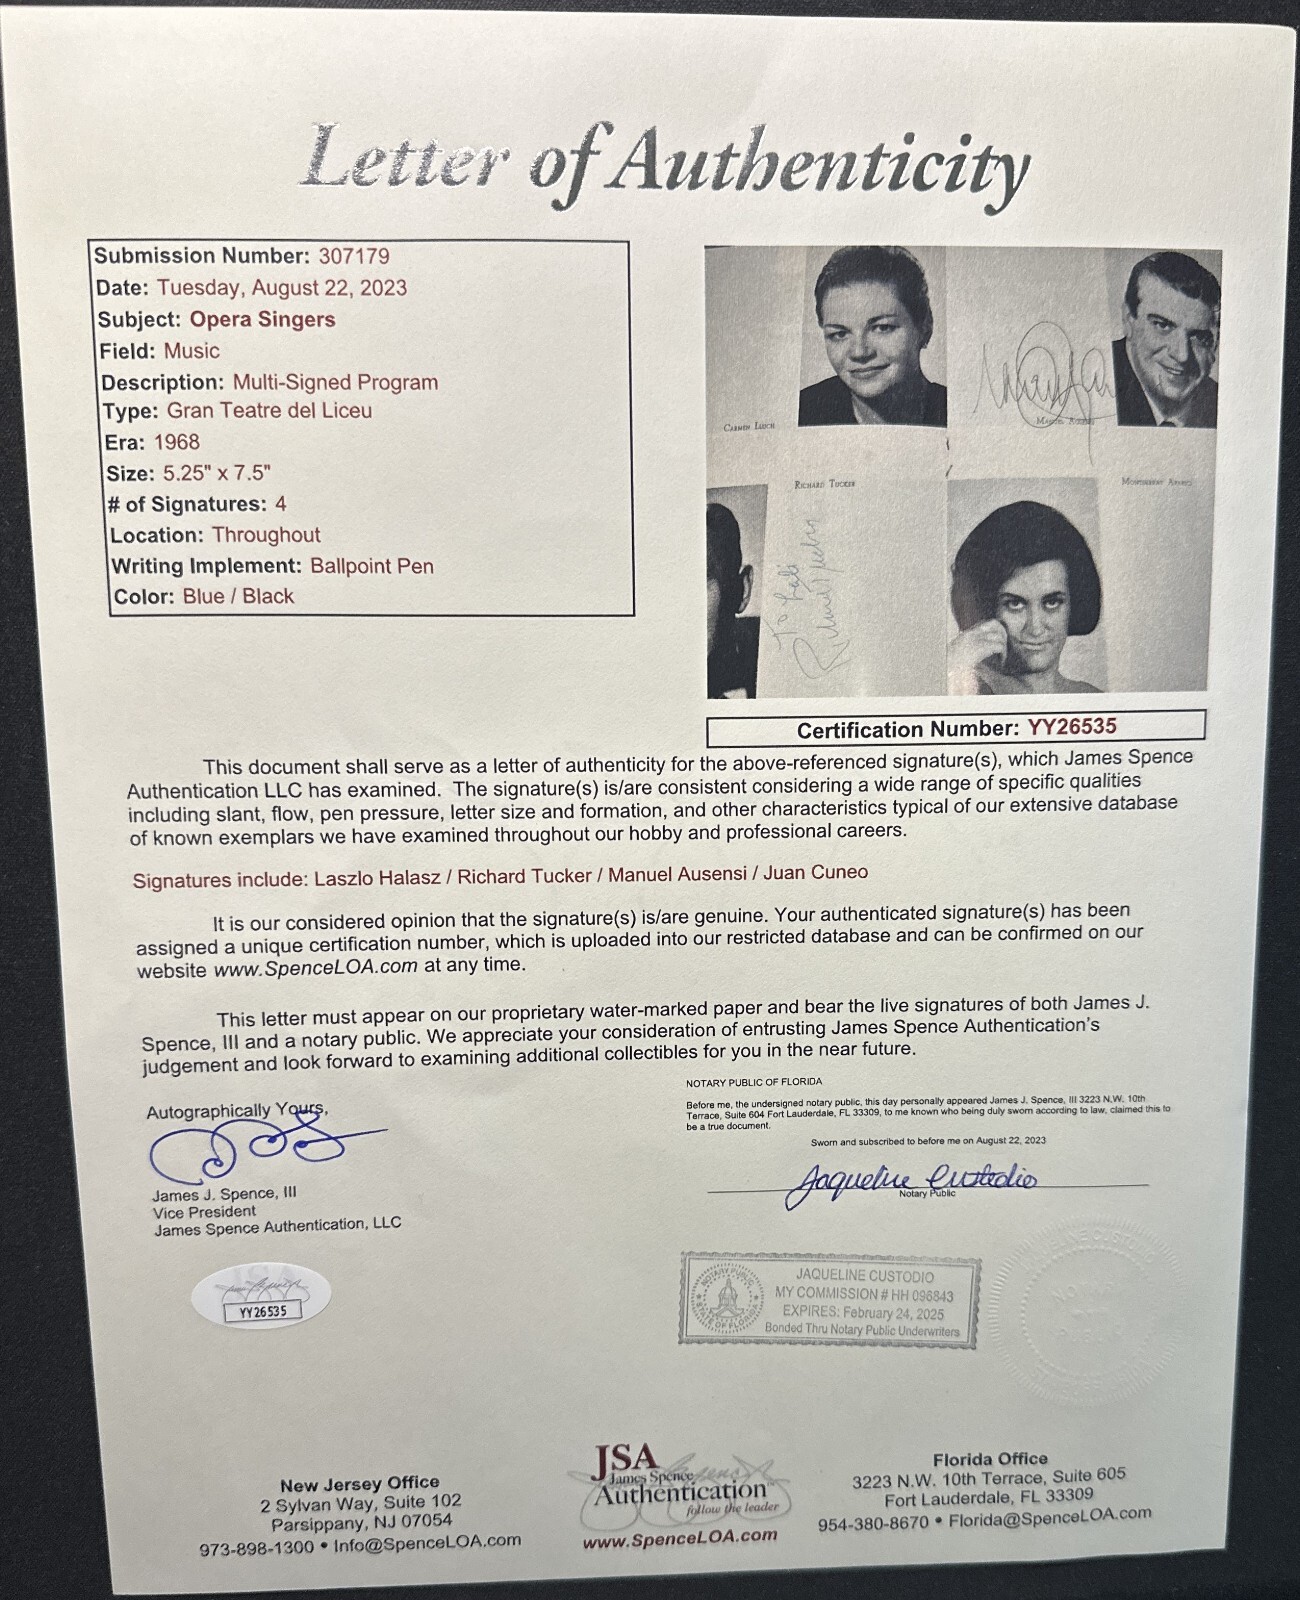 Letter of Authenticity
Submission Number: 307179
Date: Tuesday, August 22, 2023
Subject: Opera Singers
Field: Music
Description: Multi-Signed Program
Type: Gran Teatre del Liceu
Era: 1968
Size: 5.25" x 7.5"
# of Signatures: 4
Location: Throughout
Writing Implement: Ballpoint Pen
Color: Blue / Black
Carmen Lluch
Manuel Ausensi
Richard Tucker
Montserrat Aparici
To
Richard Tucker
Certification Number: YY26535
This document shall serve as a letter of authenticity for the above-referenced signature(s), which James Spence
Authentication LLC has examined. The signature(s) is/are consistent considering a wide range of specific qualities
including slant, flow, pen pressure, letter size and formation, and other characteristics typical of our extensive database
of known exemplars we have examined throughout our hobby and professional careers.
Signatures include: Laszlo Halasz / Richard Tucker / Manuel Ausensi / Juan Cuneo
It is our considered opinion that the signature(s) is/are genuine. Your authenticated signature(s) has been
assigned a unique certification number, which is uploaded into our restricted database and can be confirmed on our
website www.SpenceLOA.com at any time.
This letter must appear on our proprietary water-marked paper and bear the live signatures of both James J.
Spence, III and a notary public. We appreciate your consideration of entrusting James Spence Authentication's
judgement and look forward to examining additional collectibles for you in the near future.
NOTARY PUBLIC OF FLORIDA
Before me, the undersigned notary public, this day personally appeared James J. Spence, III 3223 N.W. 10th
Terrace, Suite 604 Fort Lauderdale, FL 33309, to me known who being duly sworn according to law, claimed this to
be a true document.
Sworn and subscribed to before me on August 22, 2023
Jaqueline Custodio
Notary Public
Autographically Yours,
James J. Spence, III
Vice President
James Spence Authentication, LLC
YY26535
NOTARY PUBLIC
STATE OF FLORIDA
JAQUELINE CUSTODIO
MY COMMISSION # HH 096843
EXPIRES: February 24, 2025
Bonded Thru Notary Public Underwriters
New Jersey Office
2 Sylvan Way, Suite 102
Parsippany, NJ 07054
973-898-1300 • Info@SpenceLOA.com
JSA
James Spence
Authentication
follow the leader
www.SpenceLOA.com
Florida Office
3223 N.W. 10th Terrace, Suite 605
Fort Lauderdale, FL 33309
954-380-8670 • Florida@SpenceLOA.com